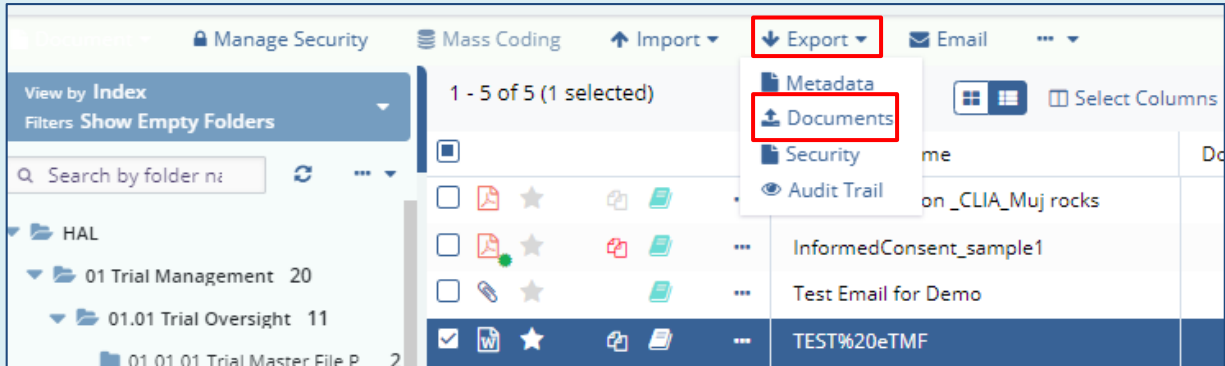 Manage Security
Mass Coding
Import
Export
Email
View by Index
Filters Show Empty Folders
1 - 5 of 5 (1 selected)
Metadata
Documents
Security
Audit Trail
Select Columns
Search by folder na
me
Do
HAL
on _CLIA_Muj rocks
01 Trial Management 20
InformedConsent_sample1
01.01 Trial Oversight 11
Test Email for Demo
01.01.01 Trial Master File P 2
TEST%20eTMF